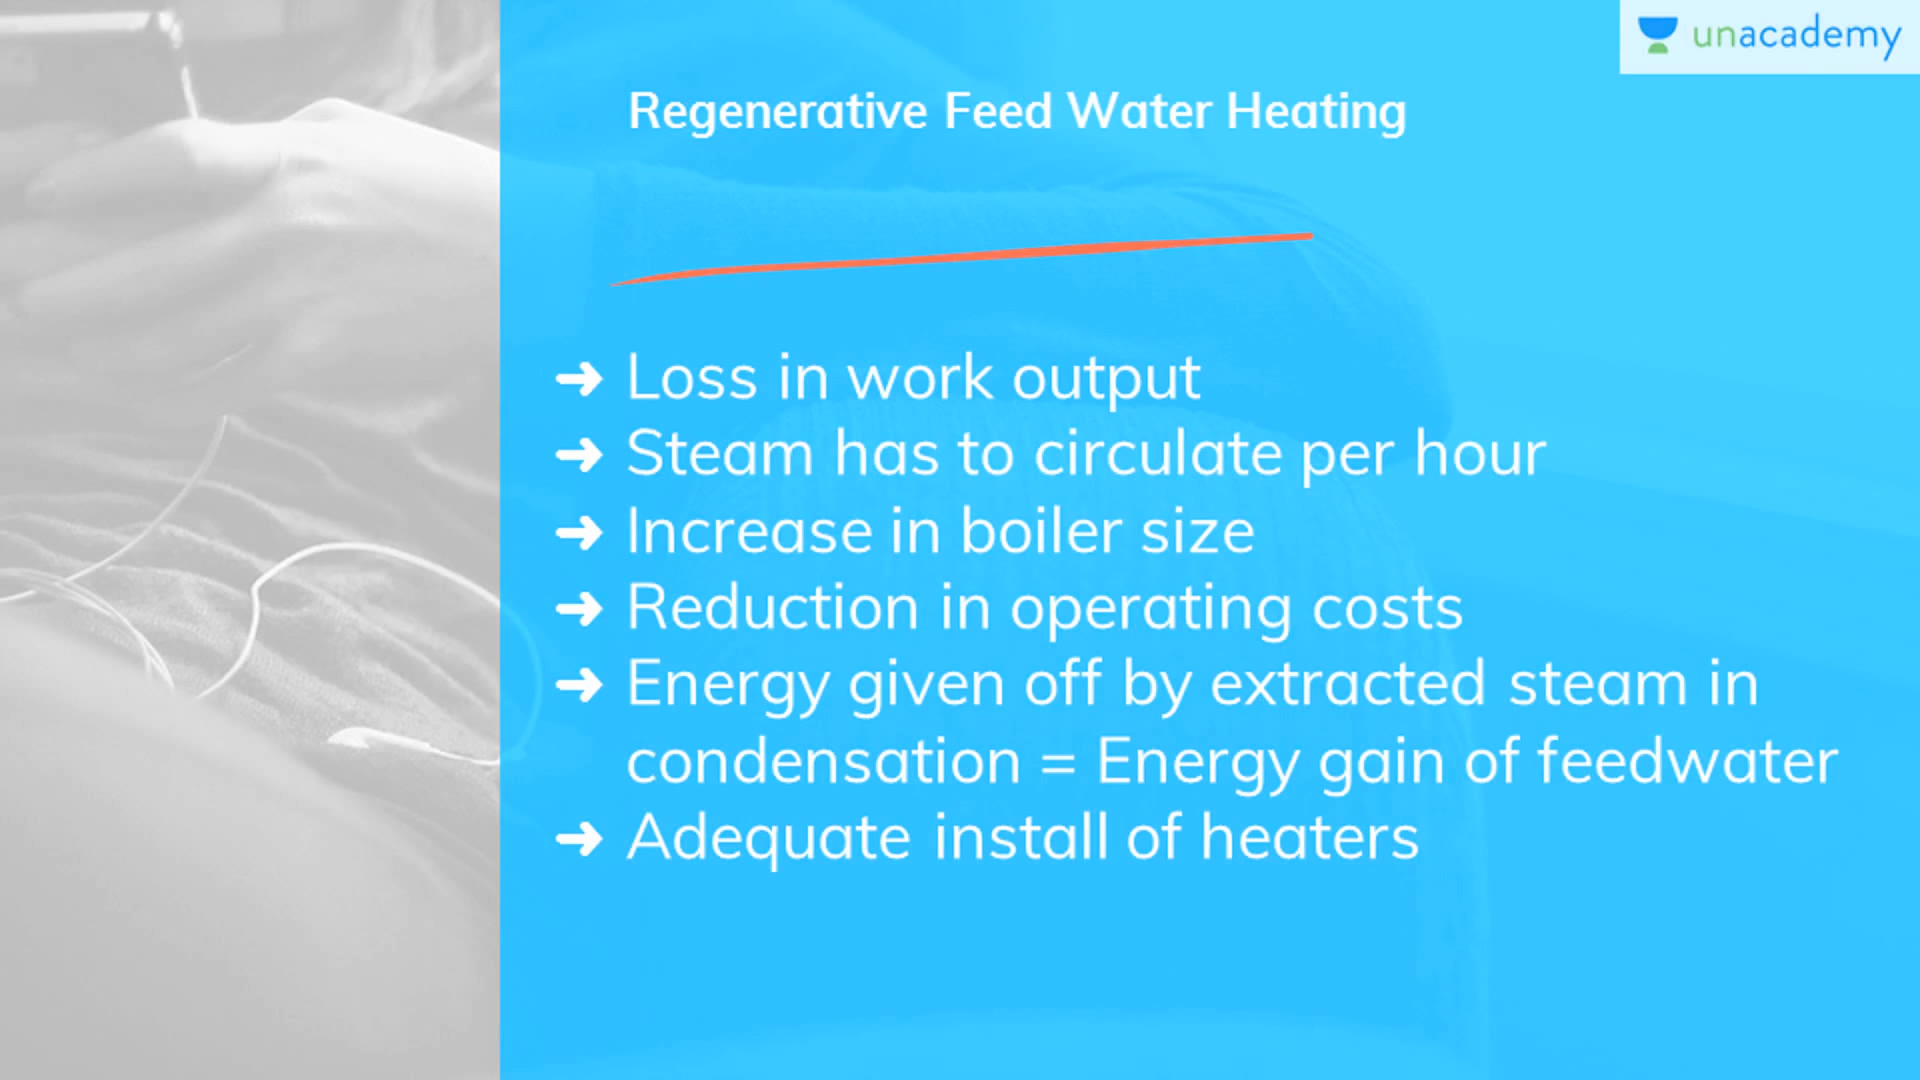 unacademy
Regenerative Feed Water Heating
➜ Loss in work output
➜ Steam has to circulate per hour
➜ Increase in boiler size
➜ Reduction in operating costs
➜ Energy given off by extracted steam in
condensation = Energy gain of feedwater
➜ Adequate install of heaters